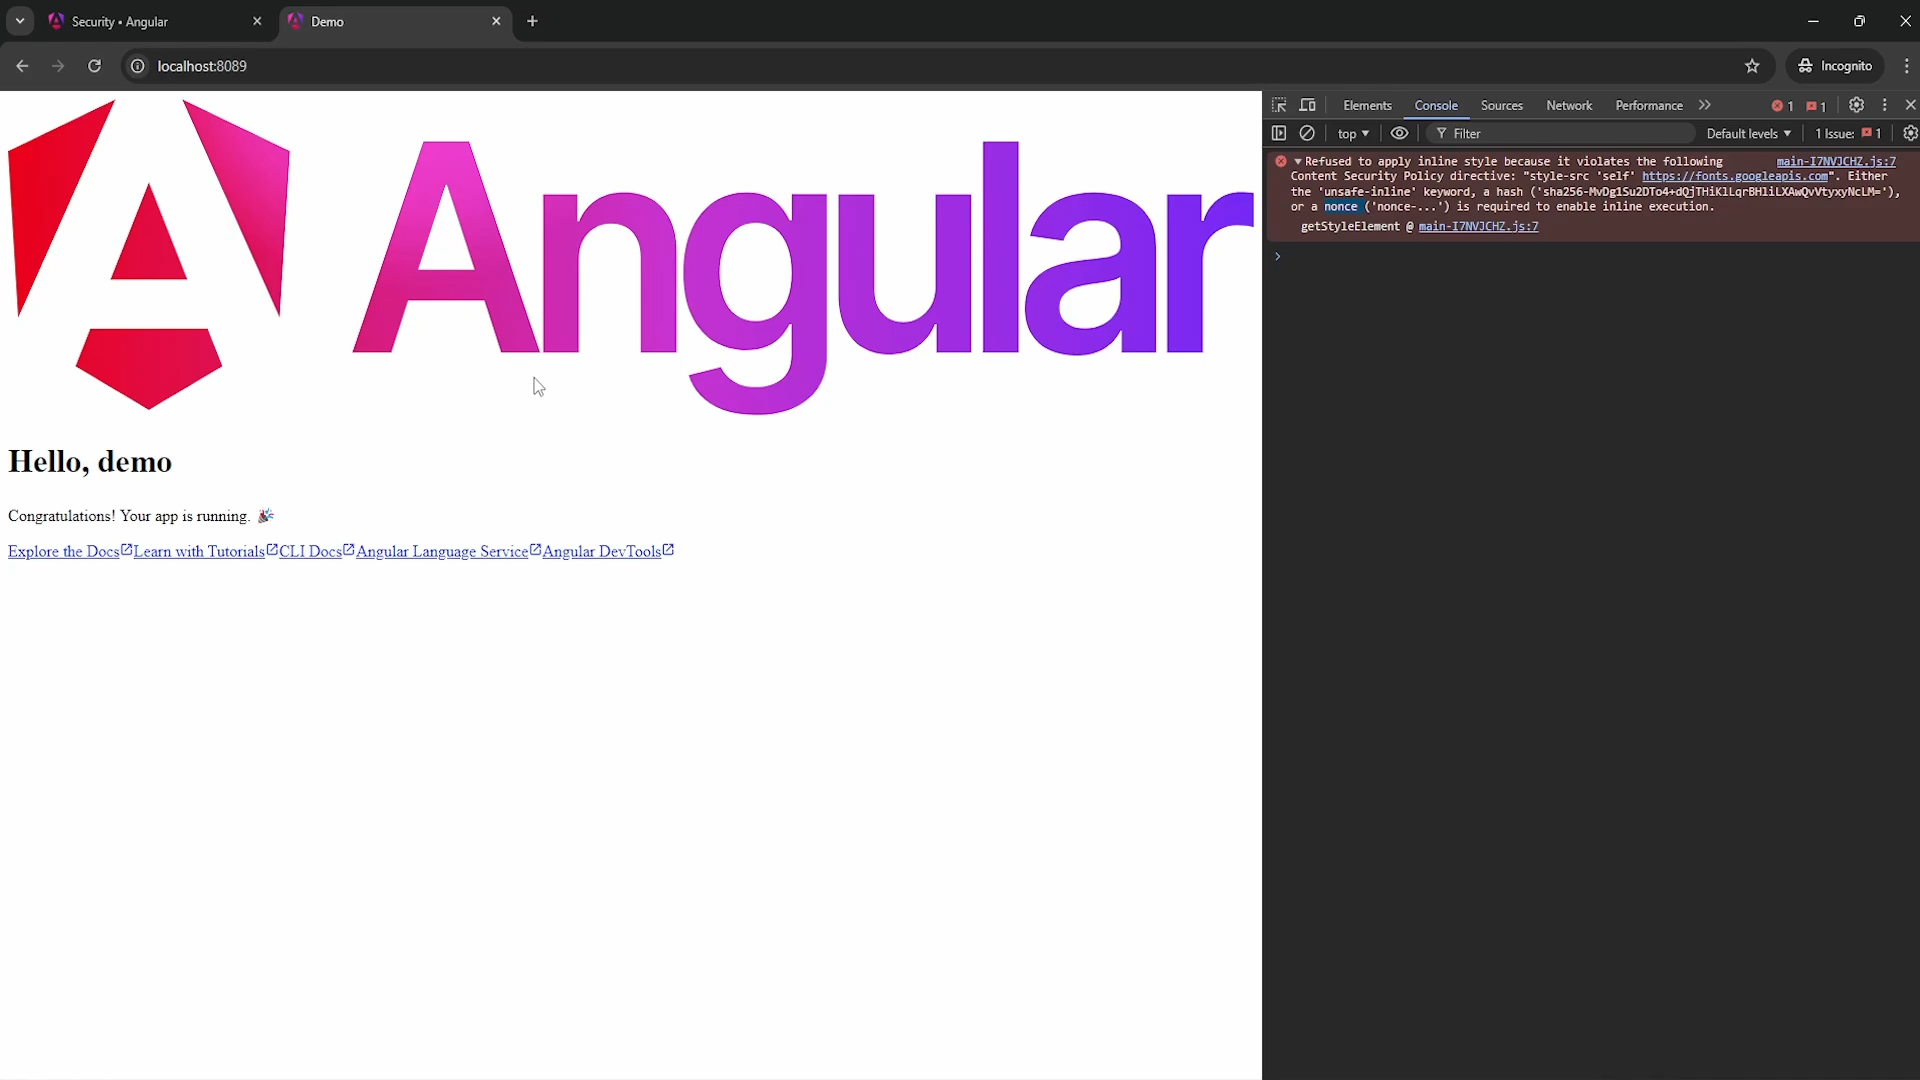 Security • Angular
Demo
localhost:8089
Incognito
Angular
Hello, demo
Congratulations! Your app is running. 🎉
Explore the Docs Learn with Tutorials CLI Docs Angular Language Service Angular DevTools
Elements Console Sources Network Performance 1 1
top Filter Default levels 1 Issue: 1
Refused to apply inline style because it violates the following main-I7NVJCHZ.js:7
Content Security Policy directive: "style-src 'self' https://fonts.googleapis.com". Either
the 'unsafe-inline' keyword, a hash ('sha256-MvDg1Su2DTo4+dQjTHiKlLqrBHliLXAwQvVtyxyNcLM='),
or a nonce ('nonce-...') is required to enable inline execution.
getStyleElement @ main-I7NVJCHZ.js:7